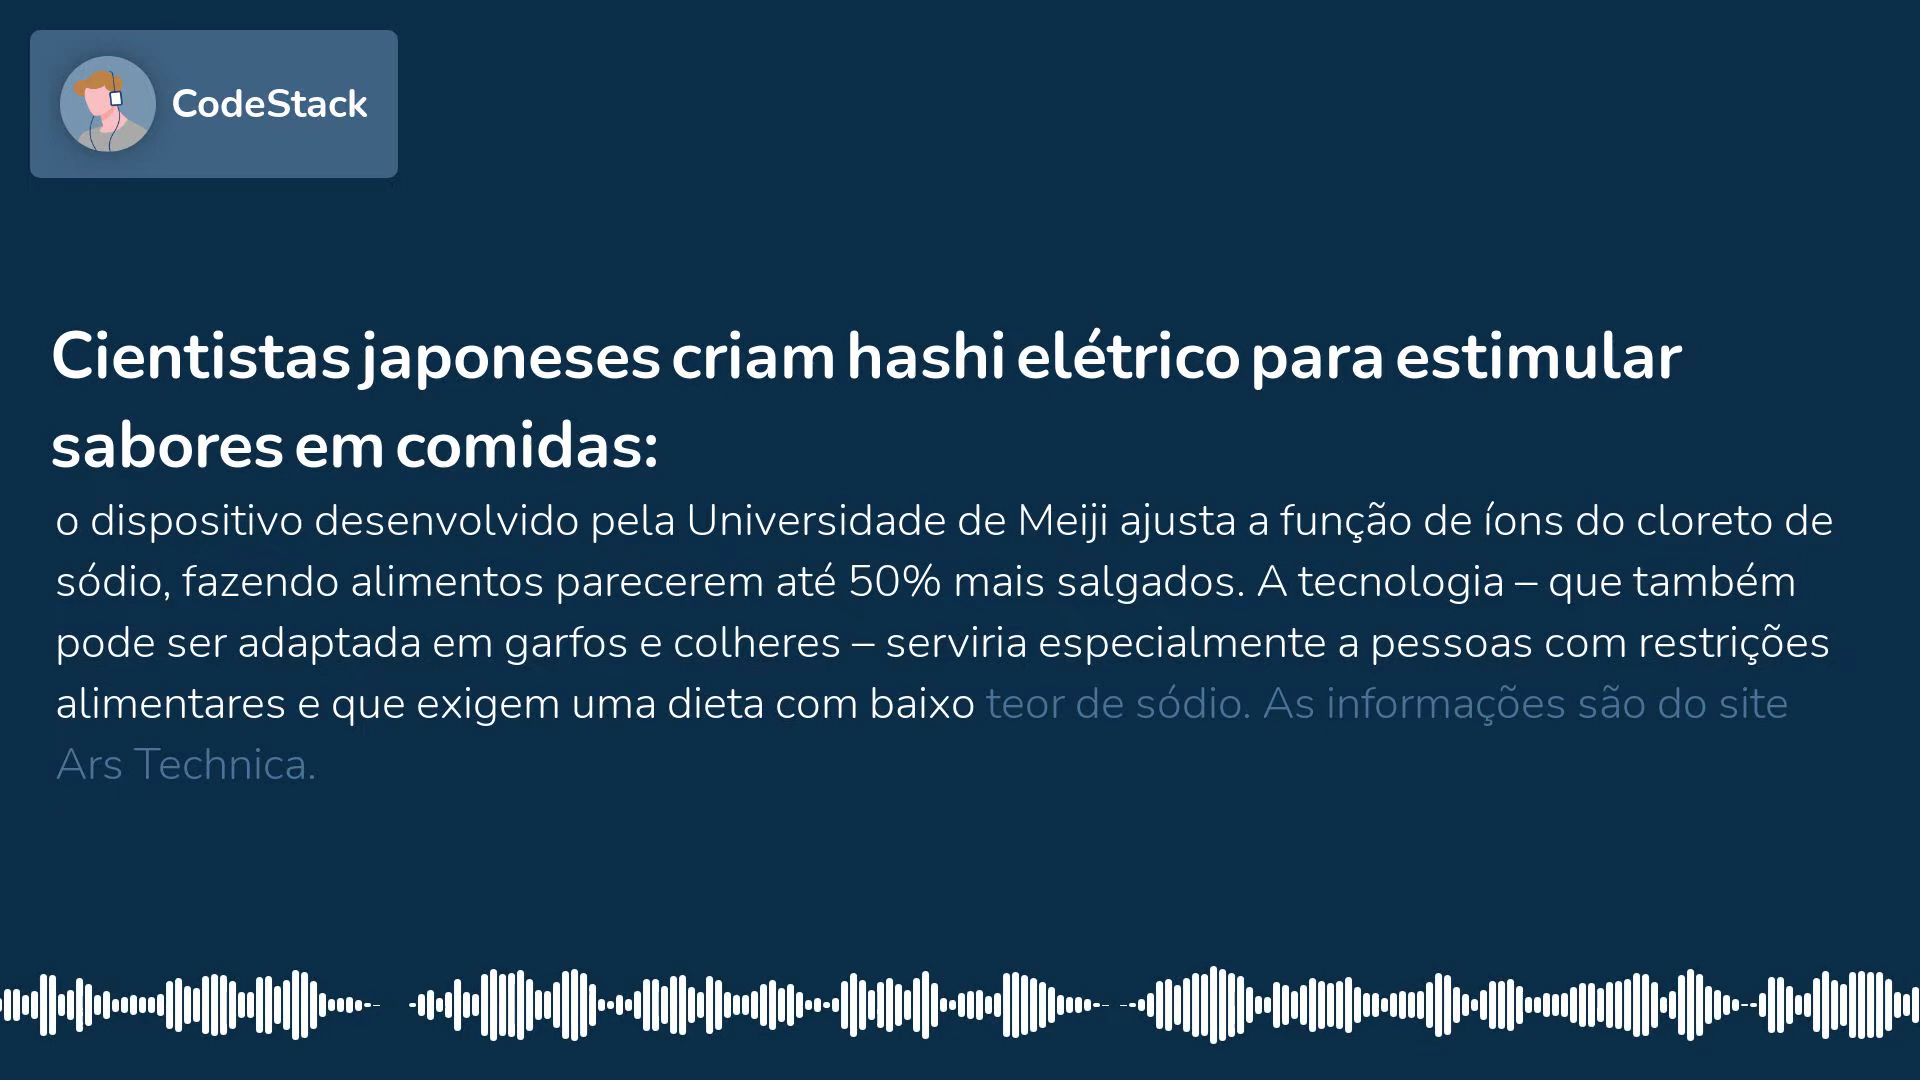 CodeStack
Cientistas japoneses criam hashi elétrico para estimular
sabores em comidas:
o dispositivo desenvolvido pela Universidade de Meiji ajusta a função de íons do cloreto de
sódio, fazendo alimentos parecerem até 50% mais salgados. A tecnologia – que também
pode ser adaptada em garfos e colheres – serviria especialmente a pessoas com restrições
alimentares e que exigem uma dieta com baixo teor de sódio. As informações são do site
Ars Technica.